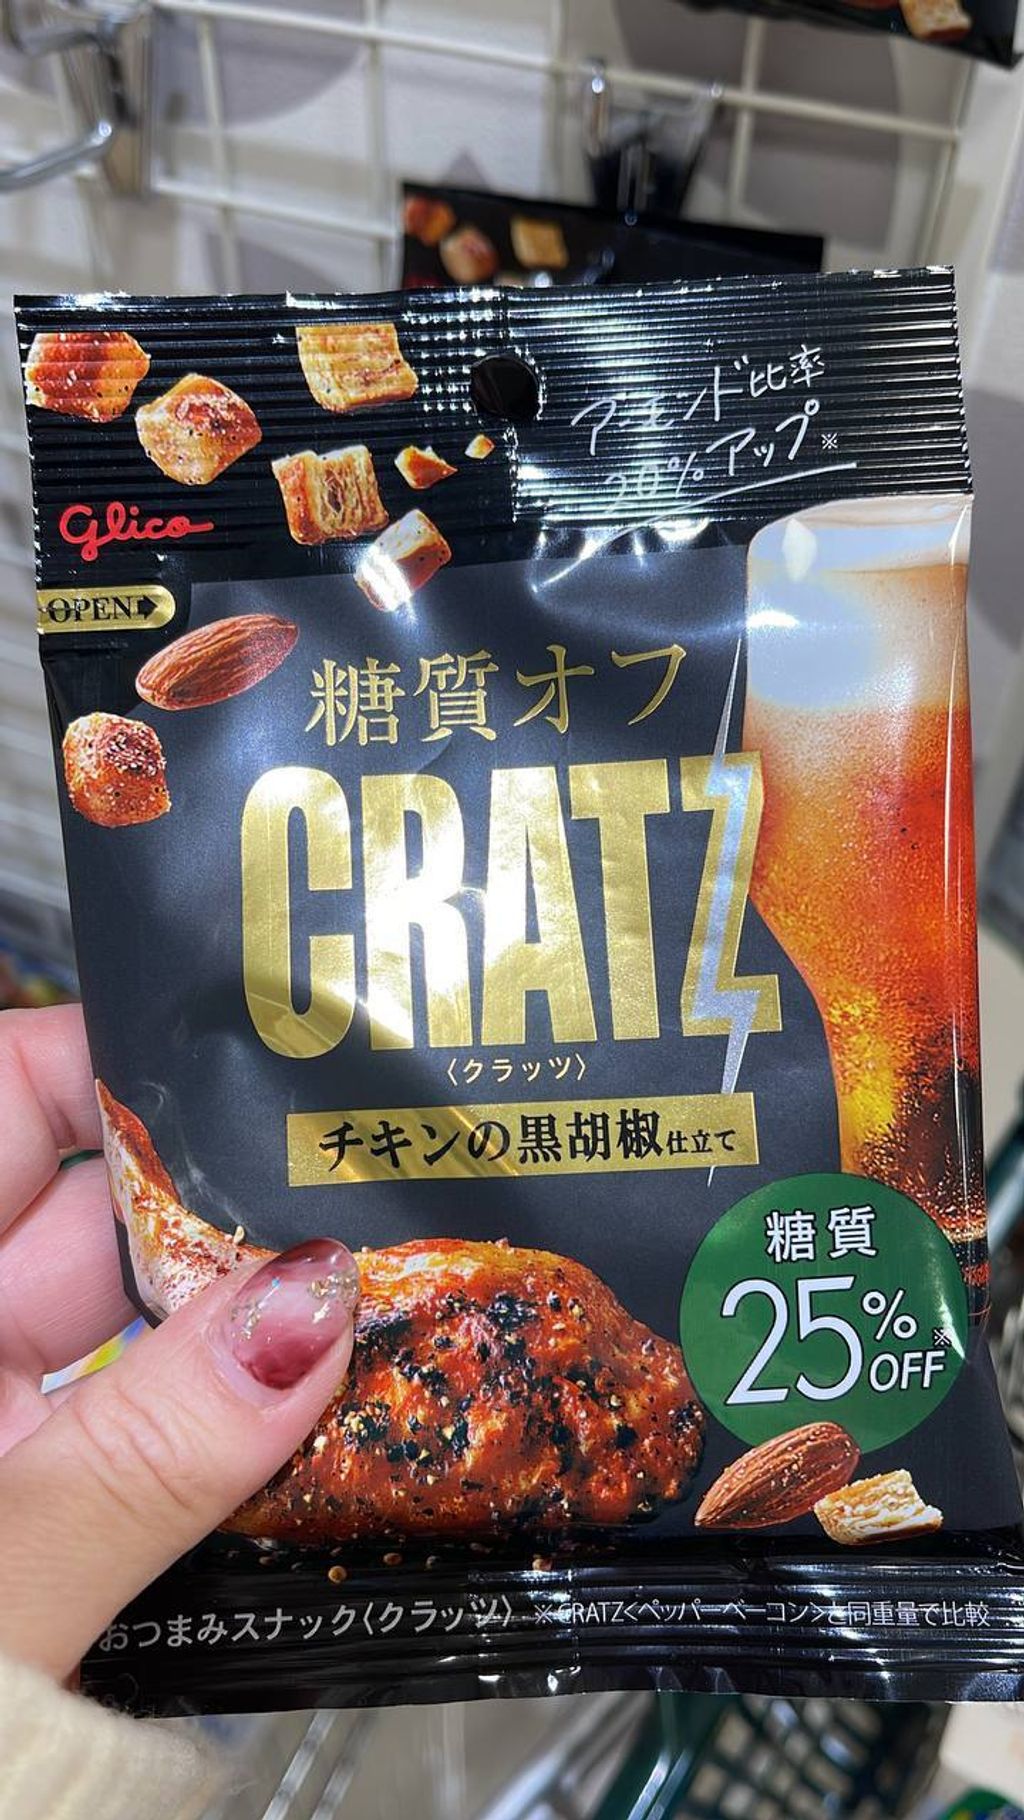 アーモンド比率
20%アップ※
Glico
OPEN
糖質オフ
CRATZ
〈クラッツ〉
チキンの黒胡椒仕立て
糖質
25%※
OFF
おつまみスナック〈クラッツ〉 ※CRATZ<ペッパーベーコン>と同重量で比較